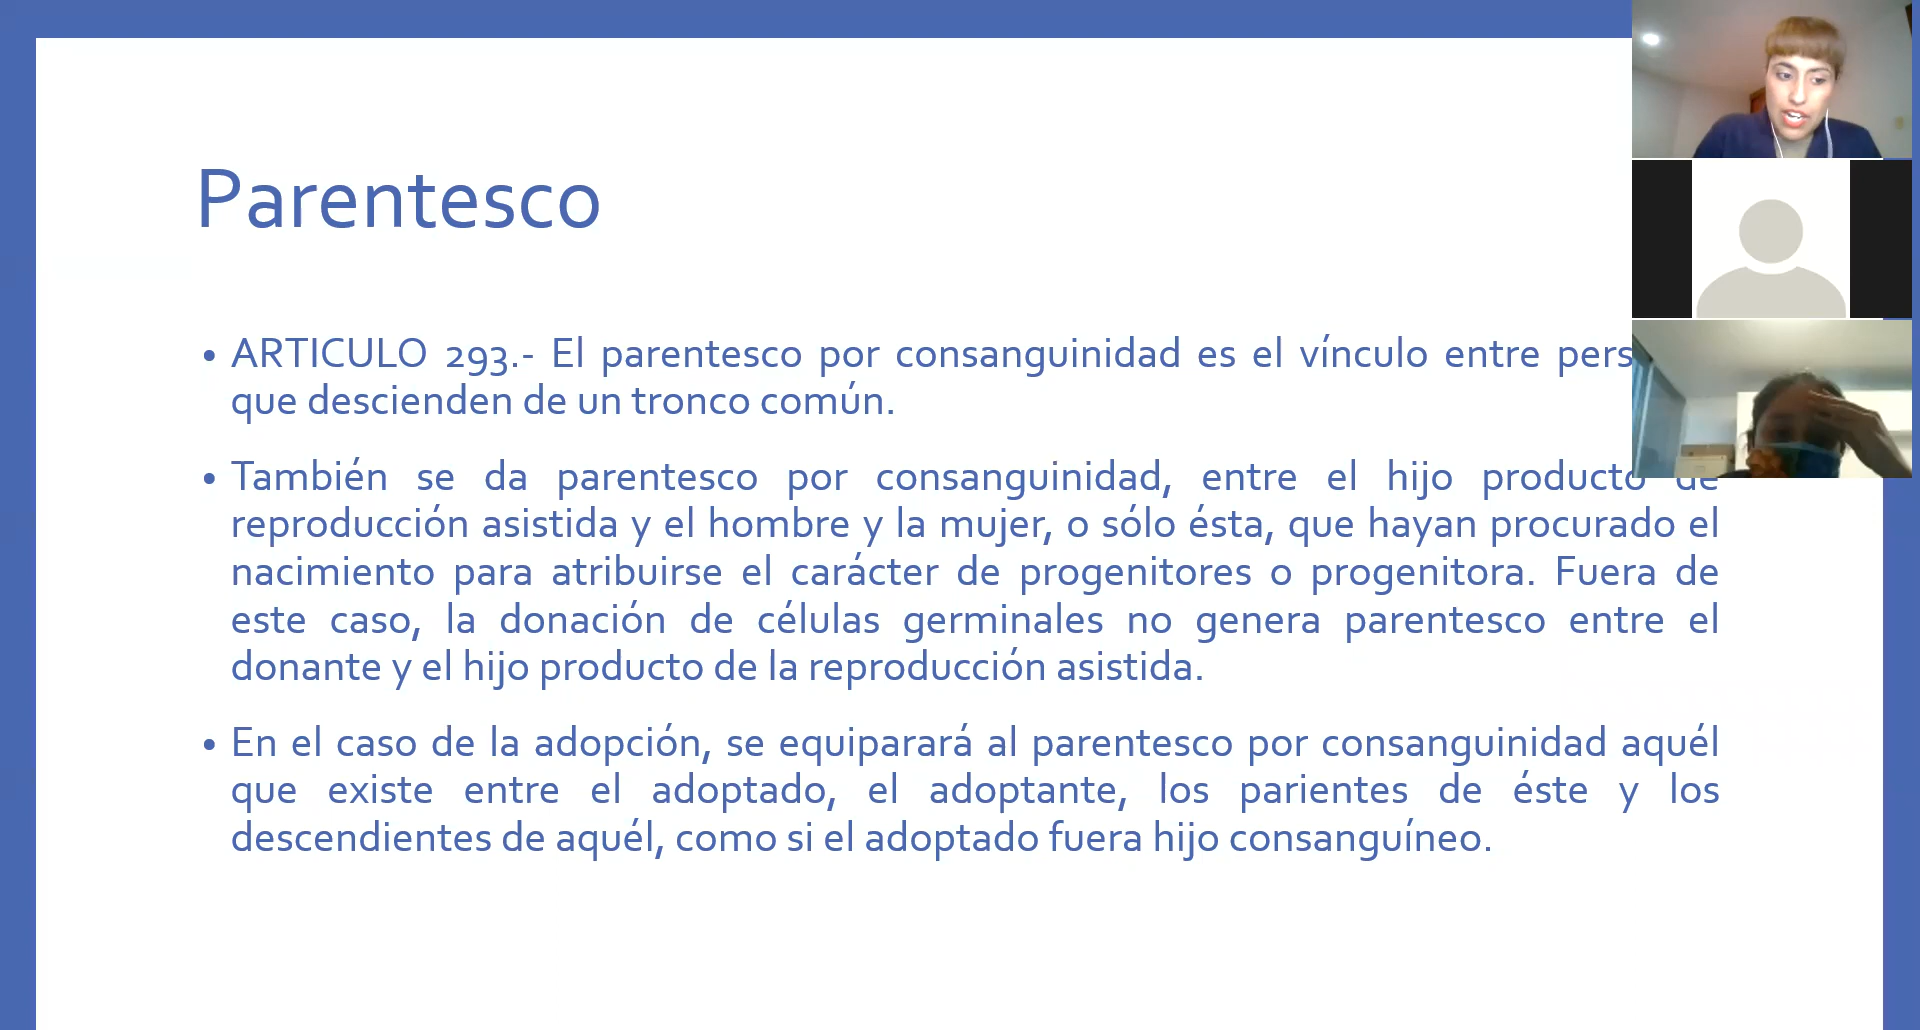 Parentesco
• ARTICULO 293.- El parentesco por consanguinidad es el vínculo entre
que descienden de un tronco común.
• También se da parentesco por consanguinidad, entre el hijo producto de
reproducción asistida y el hombre y la mujer, o sólo ésta, que hayan procurado el
nacimiento para atribuirse el carácter de progenitores o progenitora. Fuera de
este caso, la donación de células germinales no genera parentesco entre el
donante y el hijo producto de la reproducción asistida.
• En el caso de la adopción, se equiparará al parentesco por consanguinidad aquél
que existe entre el adoptado, el adoptante, los parientes de éste y los
descendientes de aquél, como si el adoptado fuera hijo consanguíneo.